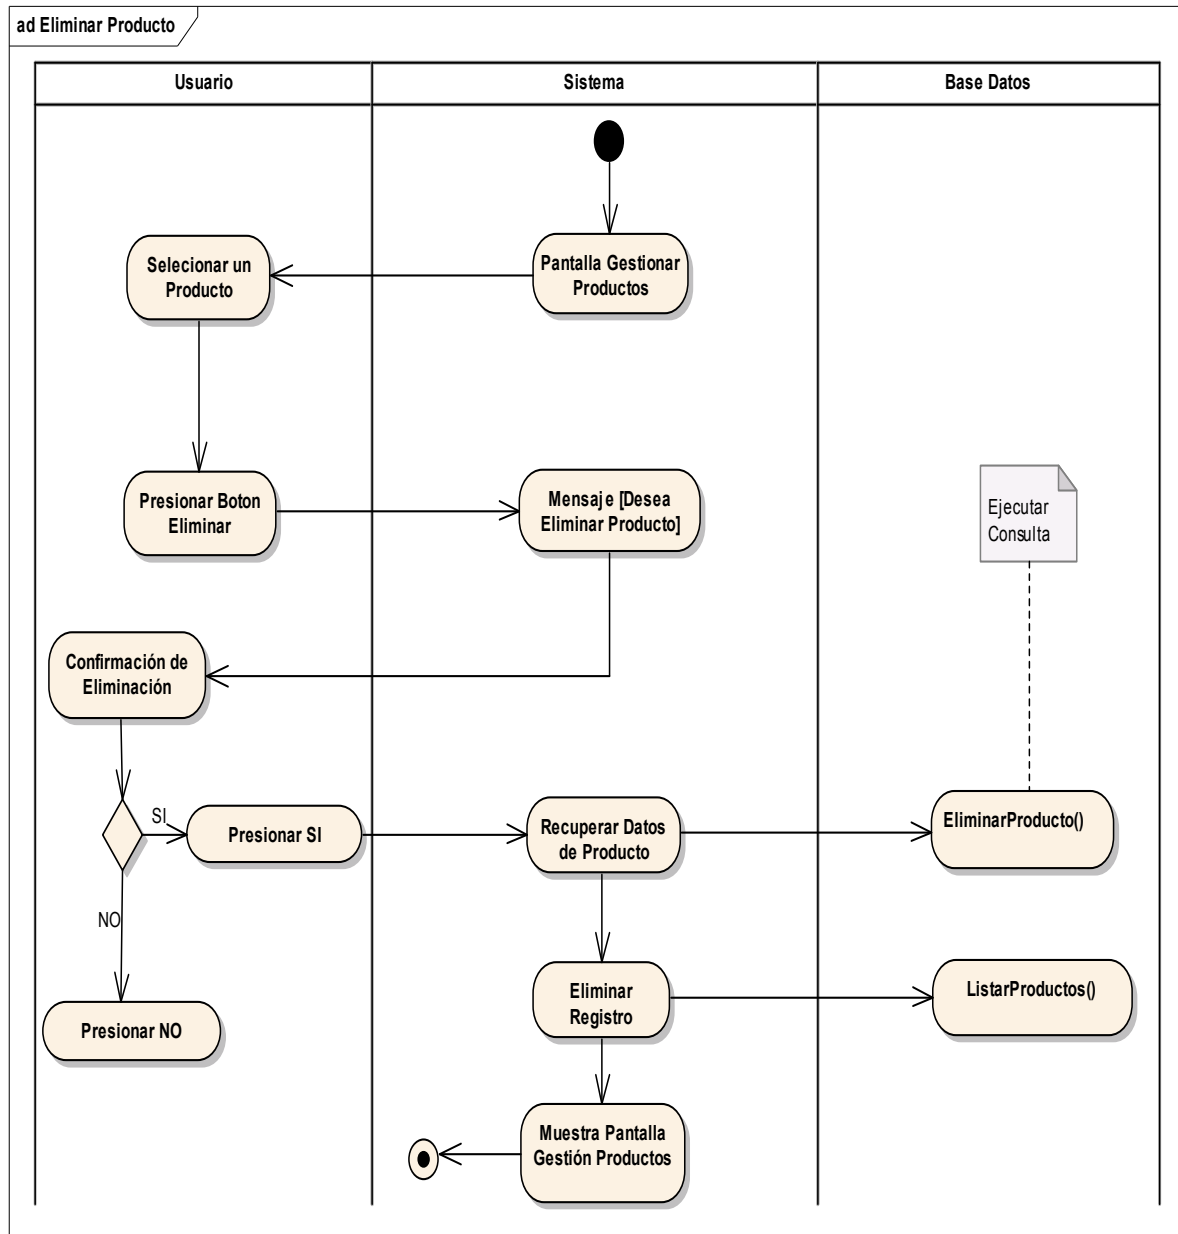 ad Eliminar Producto
Usuario
Sistema
Base Datos
Selecionar un
Producto
Pantalla Gestionar
Productos
Presionar Boton
Eliminar
Mensaje [Desea
Eliminar Producto]
Ejecutar
Consulta
Confirmación de
Eliminación
SI
Presionar SI
Recuperar Datos
de Producto
EliminarProducto()
NO
Eliminar
Registro
ListarProductos()
Presionar NO
Muestra Pantalla
Gestión Productos